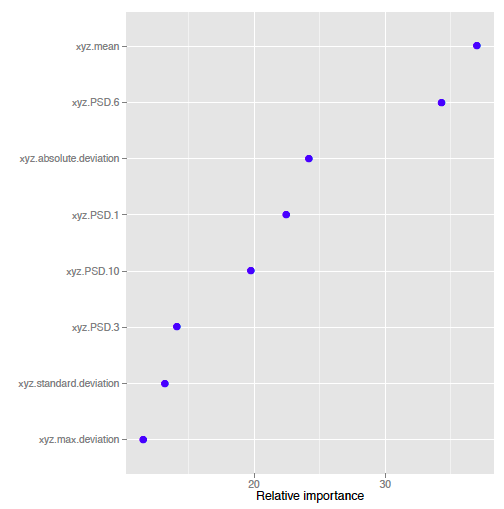 xyz.mean
xyz.PSD.6
xyz.absolute.deviation
xyz.PSD.1
xyz.PSD.10
xyz.PSD.3
xyz.standard.deviation
xyz.max.deviation
20 30
Relative importance